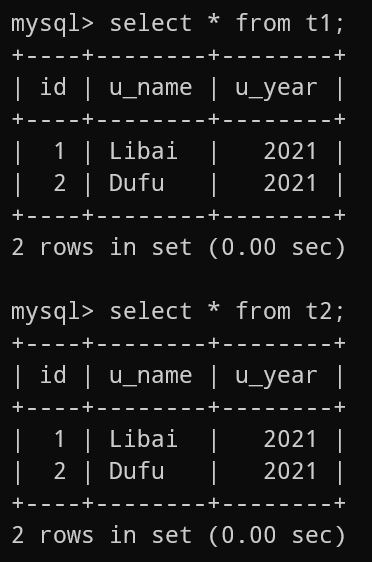 mysql> select * from t1;
+----+--------+--------+
| id | u_name | u_year |
+----+--------+--------+
|  1 | Libai  |   2021 |
|  2 | Dufu   |   2021 |
+----+--------+--------+
2 rows in set (0.00 sec)

mysql> select * from t2;
+----+--------+--------+
| id | u_name | u_year |
+----+--------+--------+
|  1 | Libai  |   2021 |
|  2 | Dufu   |   2021 |
+----+--------+--------+
2 rows in set (0.00 sec)